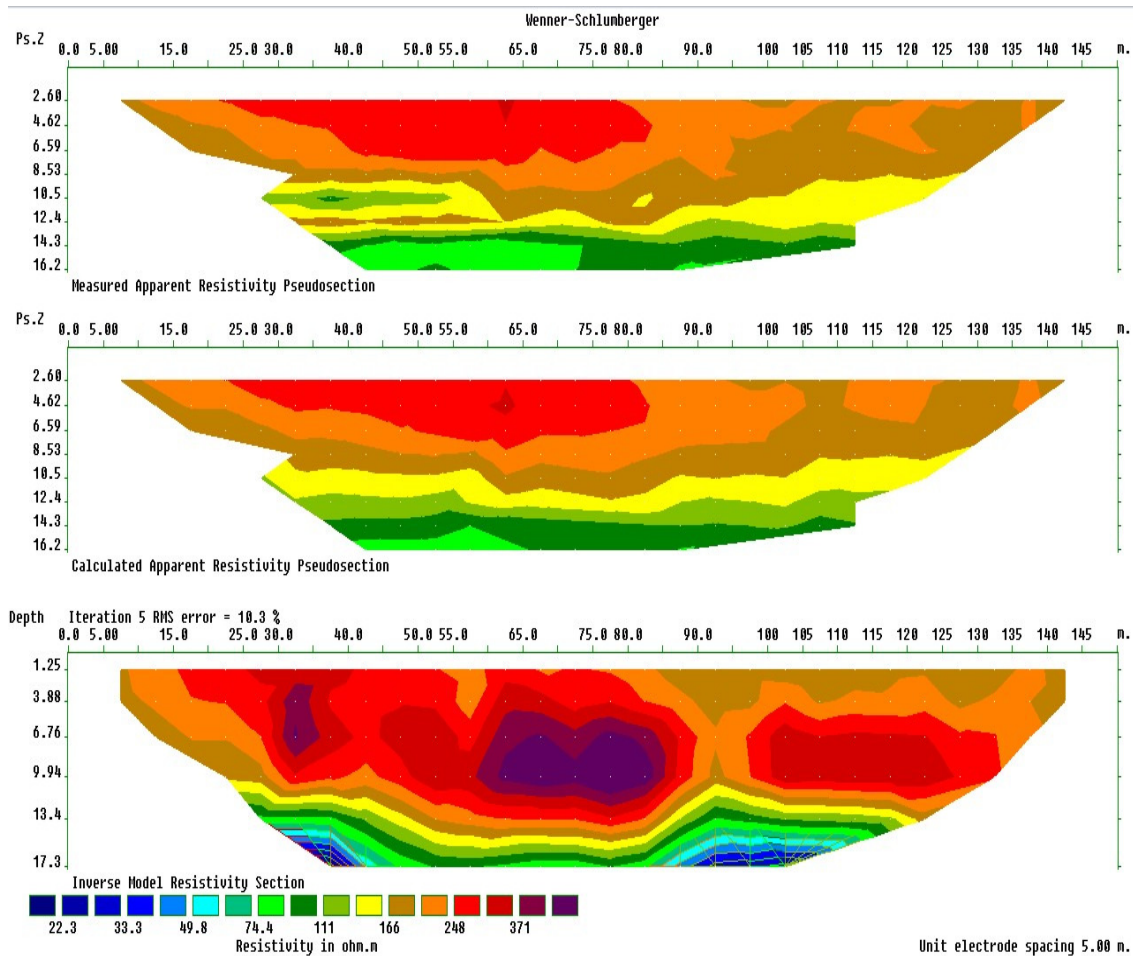 Wenner-Schlumberger
Ps.Z 0.0 5.00 15.0 25.0 30.0 40.0 50.0 55.0 65.0 75.0 80.0 90.0 100 105 110 115 120 130 145 m.
2.60
4.62
6.59
8.53
10.5
12.4
14.3
16.2
Measured Apparent Resistivity Pseudosection
Ps.Z 0.0 5.00 15.0 25.0 30.0 40.0 50.0 55.0 65.0 75.0 80.0 90.0 100 105 110 115 120 130 145 m.
2.60
4.62
6.59
8.53
10.5
12.4
14.3
16.2
Calculated Apparent Resistivity Pseudosection
Depth Iteration 5 RMS error = 10.3 %
0.0 5.00 15.0 25.0 30.0 40.0 50.0 55.0 65.0 75.0 80.0 90.0 100 105 110 115 120 130 145 m.
1.25
3.88
6.76
9.94
13.4
17.3
Inverse Model Resistivity Section
22.3 33.3 49.8 74.4 111 166 248 371
Resistivity in ohm.m Unit electrode spacing 5.00 m.